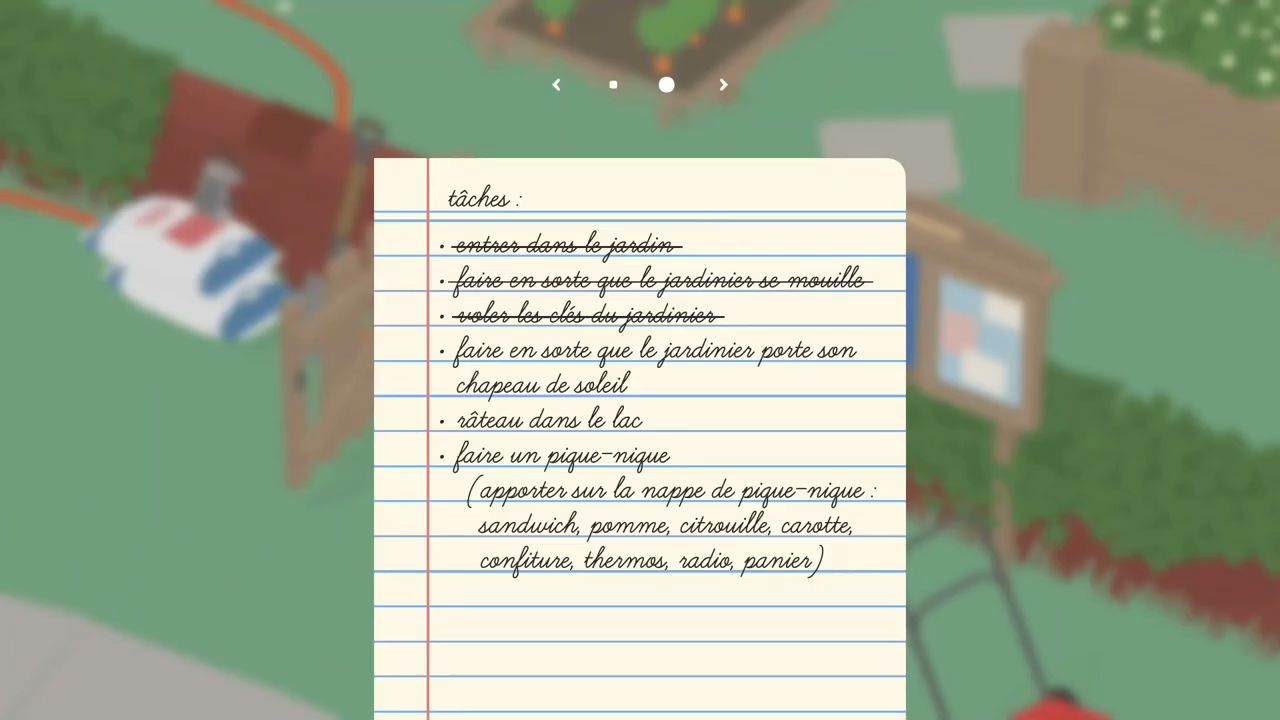 tâches :
• entrer dans le jardin
• faire en sorte que le jardinier se mouille
• voler les clés du jardinier
• faire en sorte que le jardinier porte son
chapeau de soleil
• râteau dans le lac
• faire un pique-nique
(apporter sur la nappe de pique-nique :
sandwich, pomme, citrouille, carotte,
confiture, thermos, radio, panier)